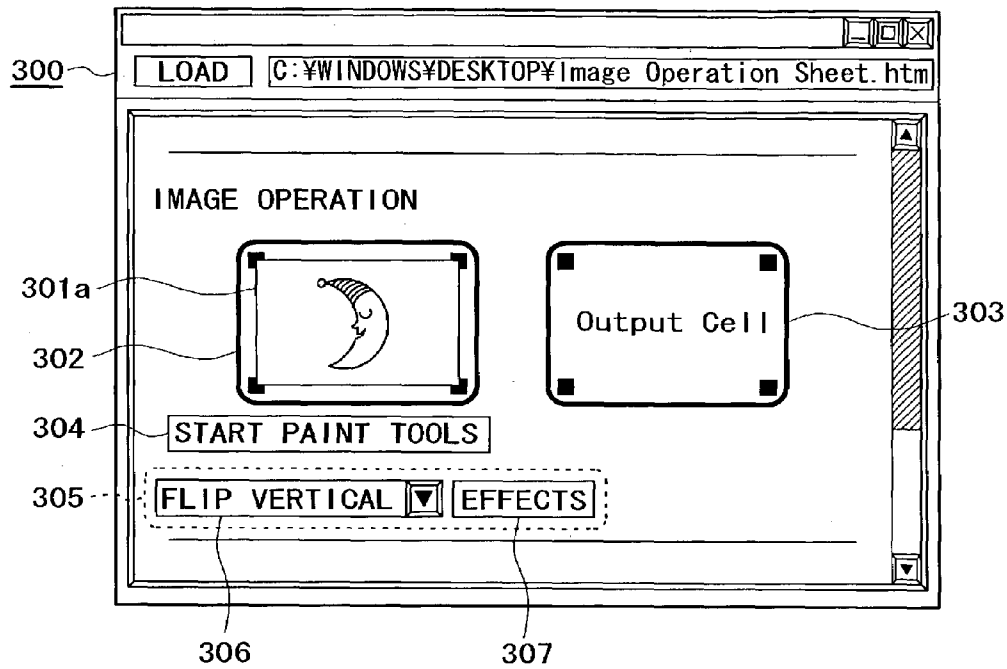 300
LOAD C:¥WINDOWS¥DESKTOP¥Image Operation Sheet.htm
IMAGE OPERATION
301a
302
Output Cell
303
304
START PAINT TOOLS
305
FLIP VERTICAL EFFECTS
306
307